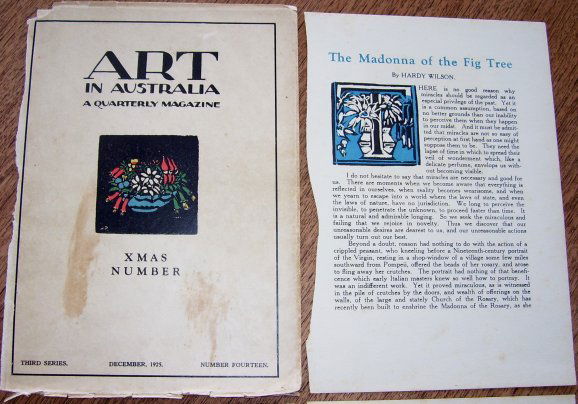 ART
IN AUSTRALIA
A QUARTERLY MAGAZINE
XMAS
NUMBER
THIRD SERIES.
DECEMBER, 1925.
NUMBER FOURTEEN.
The Madonna of the Fig Tree
By HARDY WILSON.
THERE is no good reason why
miracles should be regarded as an
especial privilege of the past. Yet it
is a common assumption, based on
no better grounds than our inability
to perceive them when they happen
in our midst. And it must be admit-
ted that miracles are not so easy of
perception at first hand as one might
suppose them to be. They need the
lapse of time in which to spread their
veil of wonderment which, like a
delicate perfume, envelops us with-
out becoming visible.
I do not hesitate to say that miracles are necessary and good for
us. There are moments when we become aware that everything is
reflected in ourselves, when reality becomes wearisome, and when
we yearn to escape into a world where the laws of state, and even
the laws of nature, have no jurisdiction. We long to perceive the
invisible, to penetrate the unknown, to proceed faster than time. It
is a natural and admirable longing. So we seek the miraculous and
failing that we rejoice in novelty. Thus we discover that our
unreasonable desires are dearest to us, and our unreasonable actions
usually turn out our best.
Beyond a doubt, reason had nothing to do with the action of a
crippled peasant, who kneeling before a Nineteenth-century portrait
of the Virgin, resting in a shop-window of a village some few miles
southward from Pompeii, offered the beads of her rosary, and arose
to fling away her crutches. The portrait had nothing of that benefi-
cence which early Italian masters knew so well how to portray. It
was an indifferent work. Yet it proved miraculous, as is witnessed
in the pile of crutches by the doors, and wealth of offerings on the
walls, of the large and stately Church of the Rosary, which has
recently been built to enshrine the Madonna of the Rosary, as she